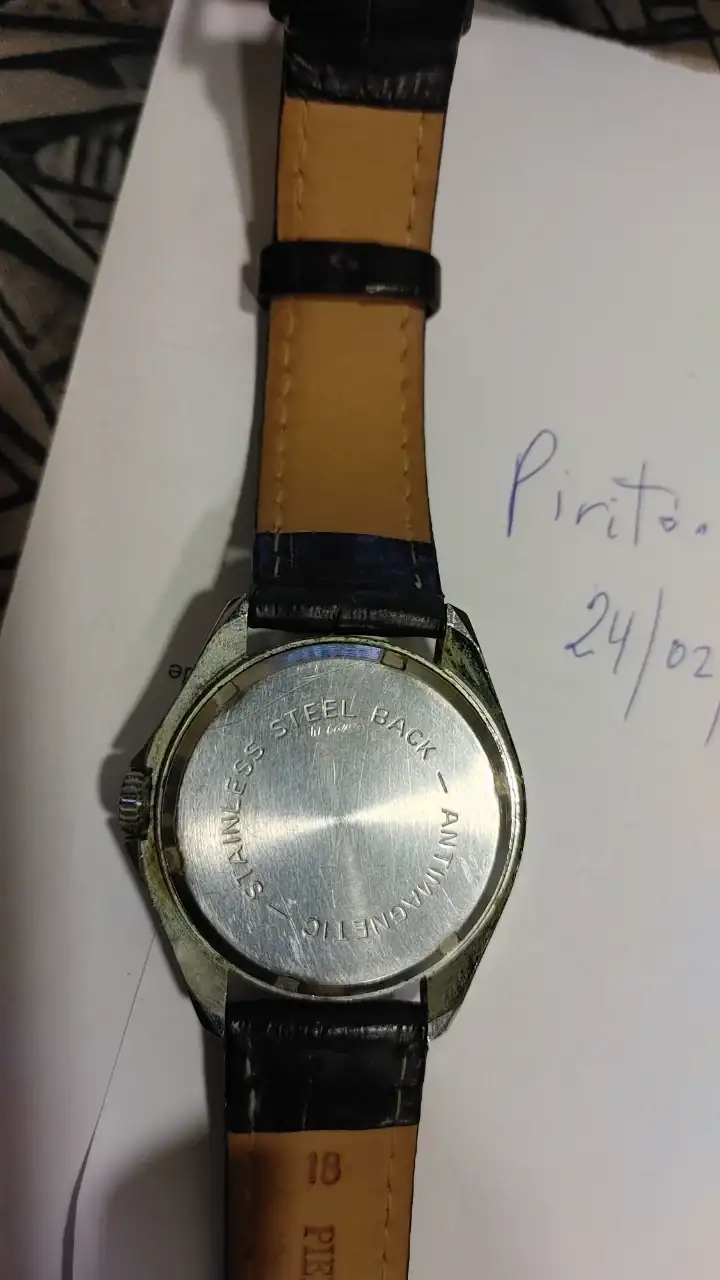 Pirito.
24/02/
STAINLESS STEEL BACK — ANTIMAGNETIC —
18